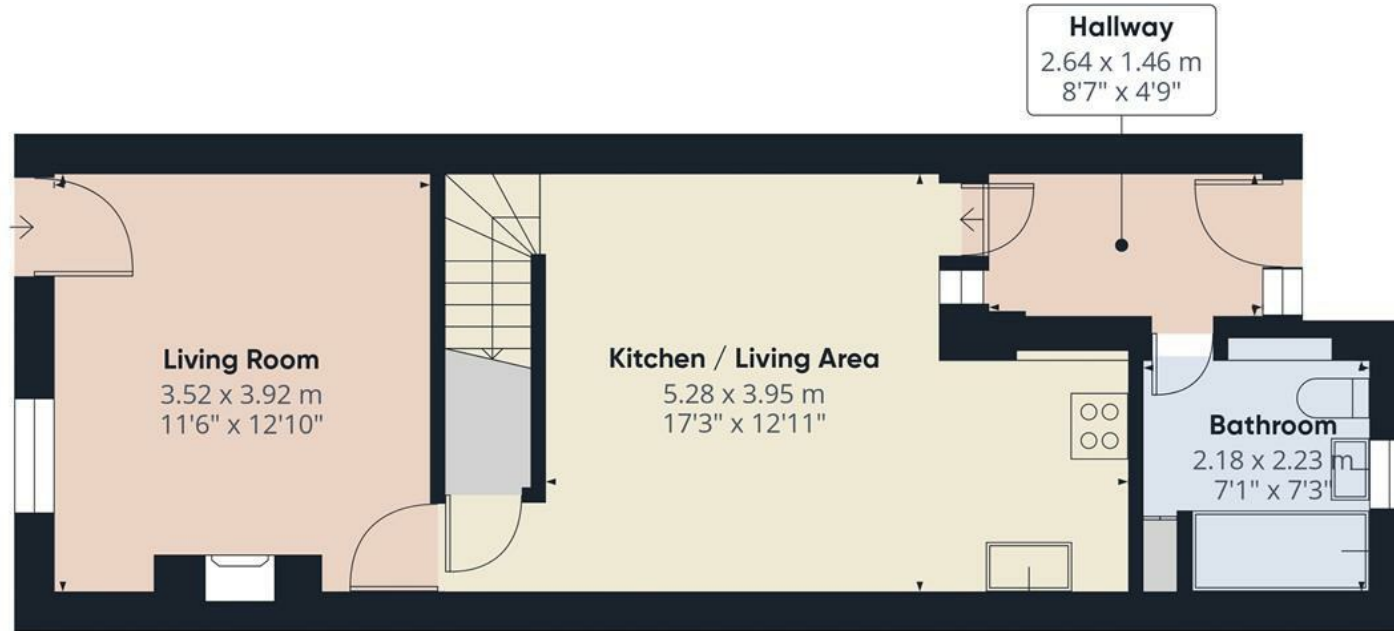 Hallway
2.64 x 1.46 m
8'7" x 4'9"
Living Room
3.52 x 3.92 m
11'6" x 12'10"
Kitchen / Living Area
5.28 x 3.95 m
17'3" x 12'11"
Bathroom
2.18 x 2.23 m
7'1" x 7'3"